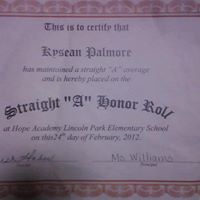 This is to certify that
Kysean Palmore
has maintained a straight "A" average
and is hereby placed on the
Straight "A" Honor Roll
at Hope Academy Lincoln Park Elementary School
on this 24th day of February, 2012.
Ms. Williams
Principal